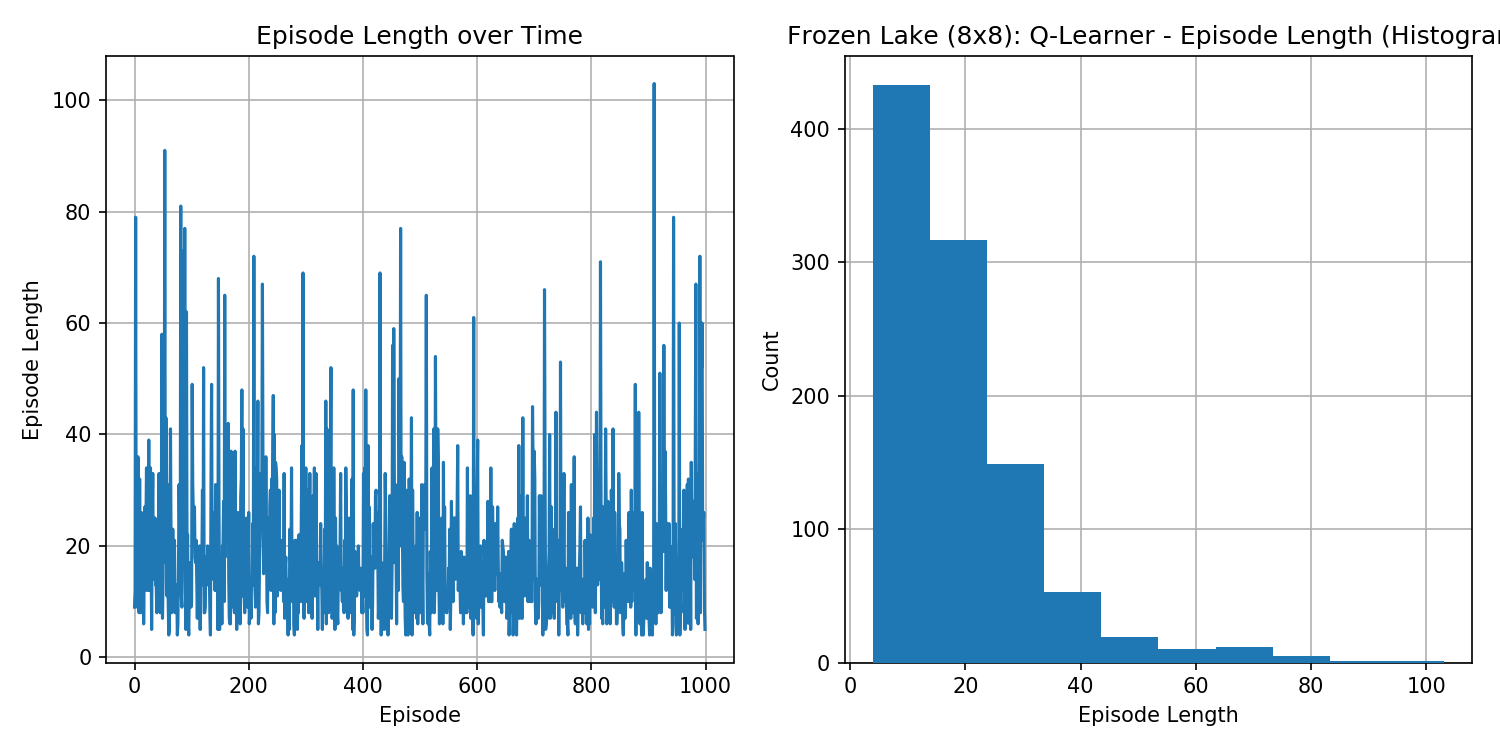 Episode Length over Time
100
80
60
40
20
0
Episode Length
0 200 400 600 800 1000
Episode
Frozen Lake (8x8): Q-Learner - Episode Length (Histogra
400
300
200
100
0
Count
0 20 40 60 80 100
Episode Length